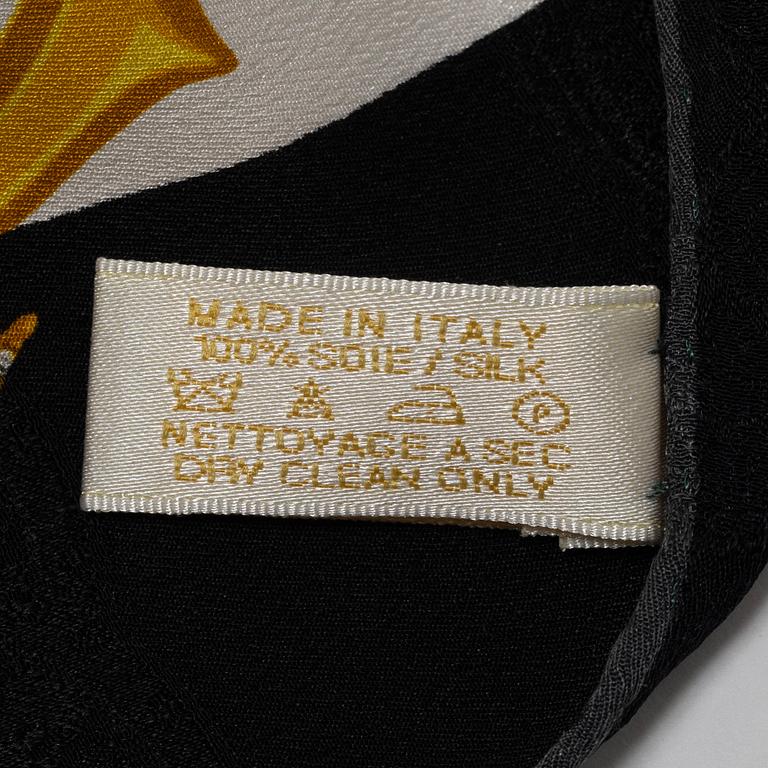 MADE IN ITALY
100% SOIE / SILK
P
NETTOYAGE A SEC
DRY CLEAN ONLY